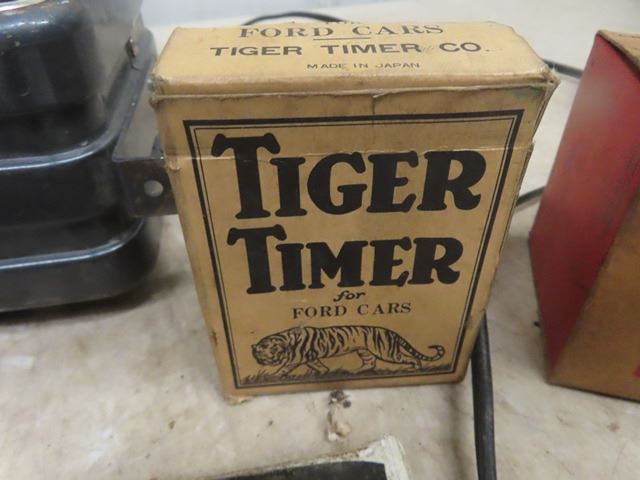 FORD CARS
TIGER TIMER CO.
MADE IN JAPAN
TIGER
TIMER
for
FORD CARS